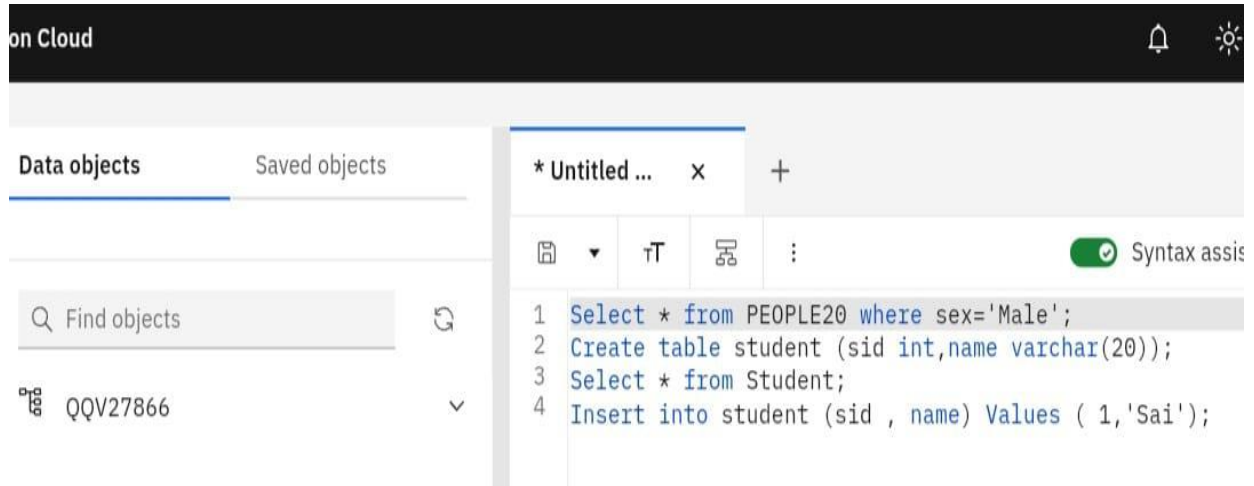 on Cloud
Data objects Saved objects
* Untitled ... × +
тT Syntax assis
Find objects
QQV27866
1 Select * from PEOPLE20 where sex='Male';
2 Create table student (sid int,name varchar(20));
3 Select * from Student;
4 Insert into student (sid , name) Values ( 1,'Sai');